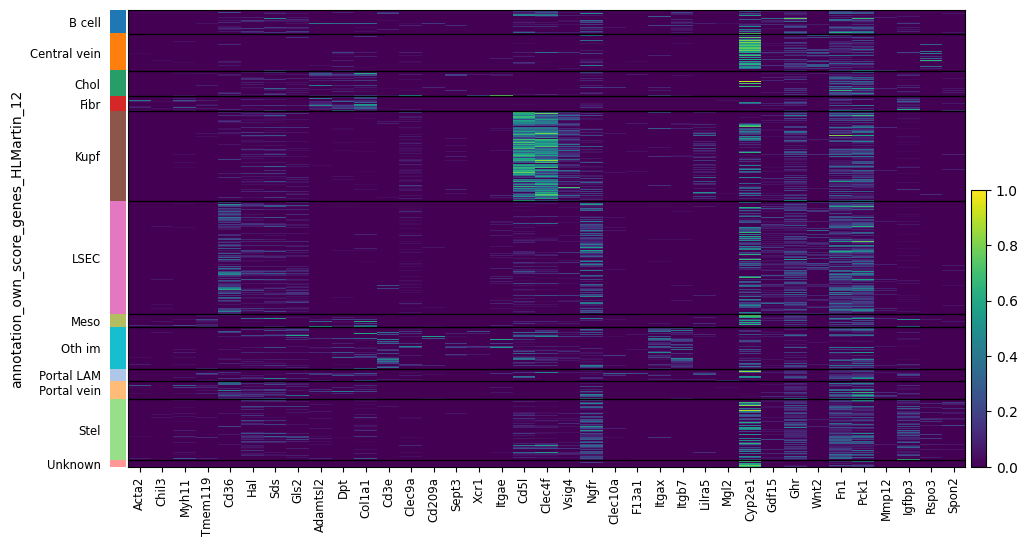 annotation_own_score_genes_HLMartin_12
B cell
Central vein
Chol
Fibr
Kupf
LSEC
Meso
Oth im
Portal LAM
Portal vein
Stel
Unknown
1.0
0.8
0.6
0.4
0.2
0.0
Acta2
Chil3
Myh11
Tmem119
Cd36
Hal
Sds
Gls2
Adamtsl2
Dpt
Col1a1
Cd3e
Clec9a
Cd209a
Sept3
Xcr1
Itgae
Cd5l
Clec4f
Vsig4
Ngfr
Clec10a
F13a1
Itgax
Itgb7
Lilra5
Mgl2
Cyp2e1
Gdf15
Ghr
Wnt2
Fn1
Pck1
Mmp12
Igfbp3
Rspo3
Spon2